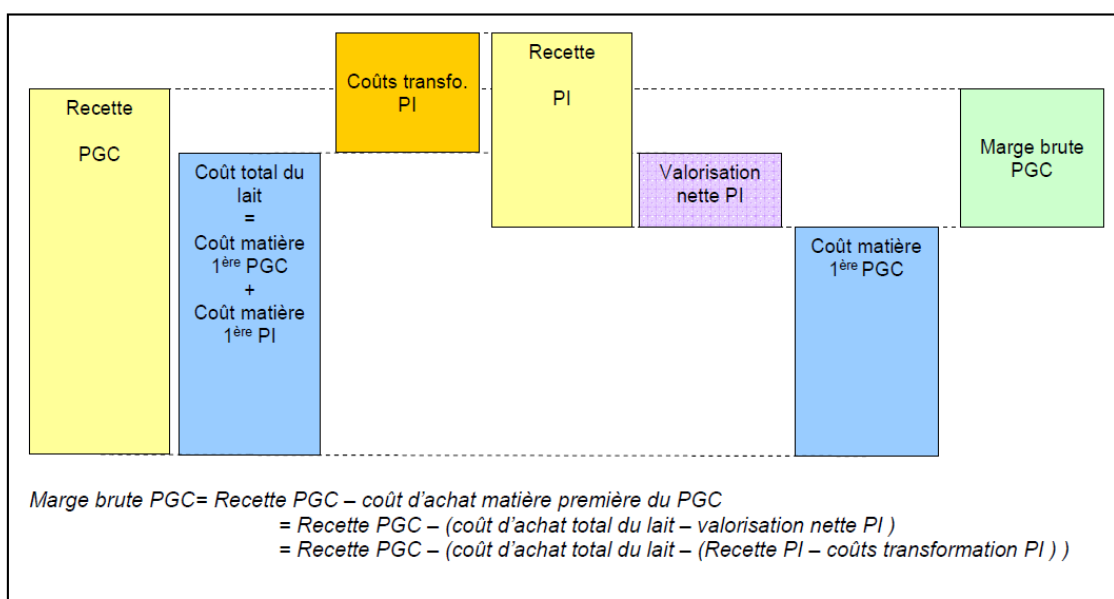 Recette
PGC
Coût total du
lait
=
Coût matière
1ère PGC
+
Coût matière
1ère PI
Coûts transfo.
PI
Recette
PI
Valorisation
nette PI
Coût matière
1ère PGC
Marge brute
PGC
Marge brute PGC= Recette PGC – coût d'achat matière première du PGC
= Recette PGC – (coût d'achat total du lait – valorisation nette PI )
= Recette PGC – (coût d'achat total du lait – (Recette PI – coûts transformation PI ) )